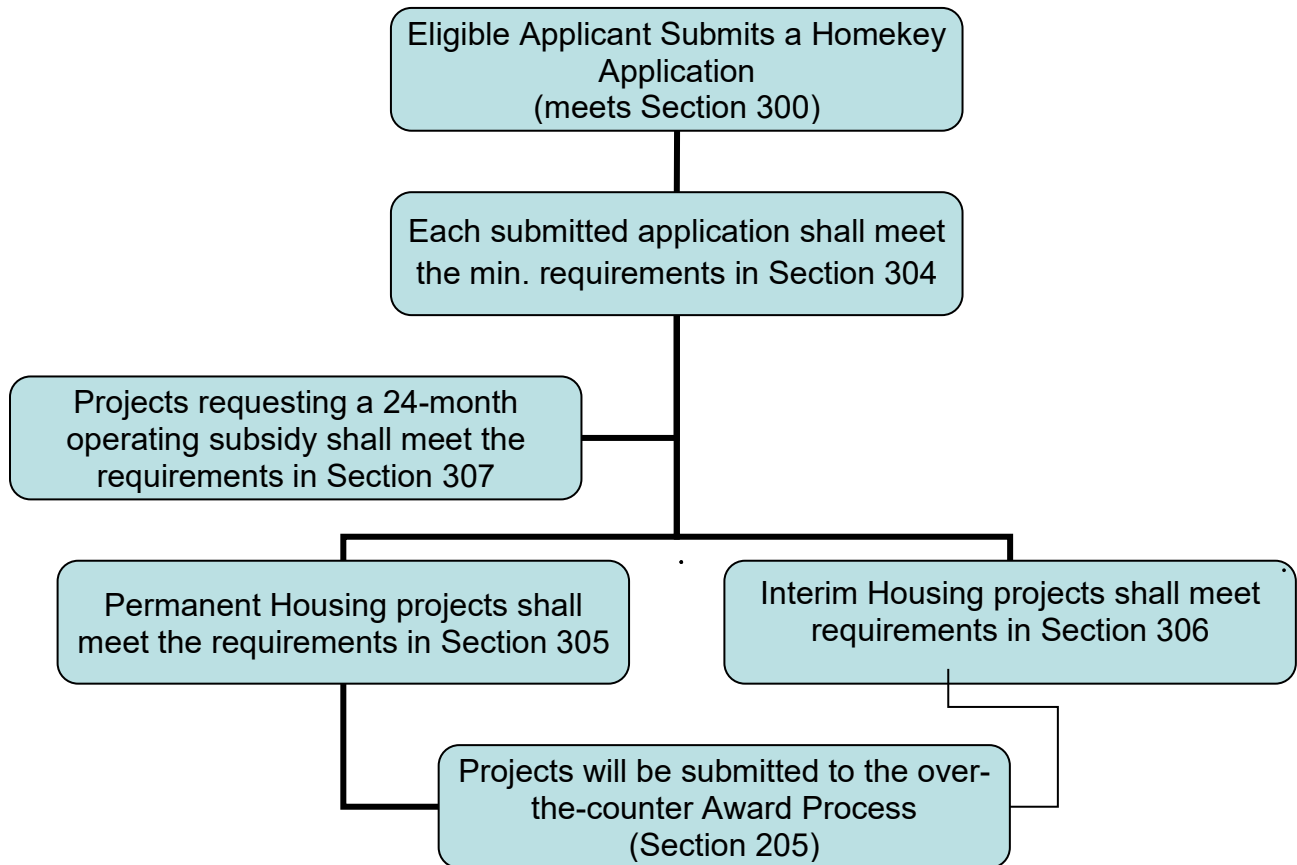 Eligible Applicant Submits a Homekey
Application
(meets Section 300)
Each submitted application shall meet
the min. requirements in Section 304
Projects requesting a 24-month
operating subsidy shall meet the
requirements in Section 307
Permanent Housing projects shall
meet the requirements in Section 305
Interim Housing projects shall meet
requirements in Section 306
Projects will be submitted to the over-
the-counter Award Process
(Section 205)